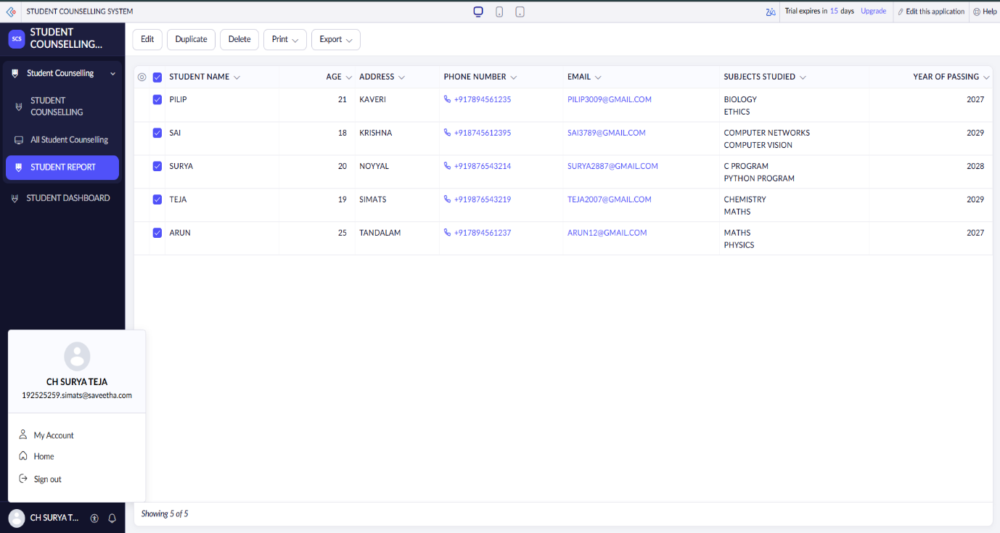 STUDENT COUNSELLING SYSTEM Trial expires in 15 days Upgrade Edit this application Help
SCS STUDENT COUNSELLING...
Student Counselling
STUDENT COUNSELLING
All Student Counselling
STUDENT REPORT
STUDENT DASHBOARD
Edit Duplicate Delete Print Export
STUDENT NAME AGE ADDRESS PHONE NUMBER EMAIL SUBJECTS STUDIED YEAR OF PASSING
PILIP 21 KAVERI +917894561235 PILIP3009@GMAIL.COM BIOLOGY 2027
ETHICS
SAI 18 KRISHNA +918745612395 SAI3789@GMAIL.COM COMPUTER NETWORKS 2029
COMPUTER VISION
SURYA 20 NOYYAL +919876543214 SURYA2887@GMAIL.COM C PROGRAM 2028
PYTHON PROGRAM
TEJA 19 SIMATS +919876543219 TEJA2007@GMAIL.COM CHEMISTRY 2029
MATHS
ARUN 25 TANDALAM +917894561237 ARUN12@GMAIL.COM MATHS 2027
PHYSICS
CH SURYA TEJA
192525259.simats@saveetha.com
My Account
Home
Sign out
CH SURYA T...
Showing 5 of 5